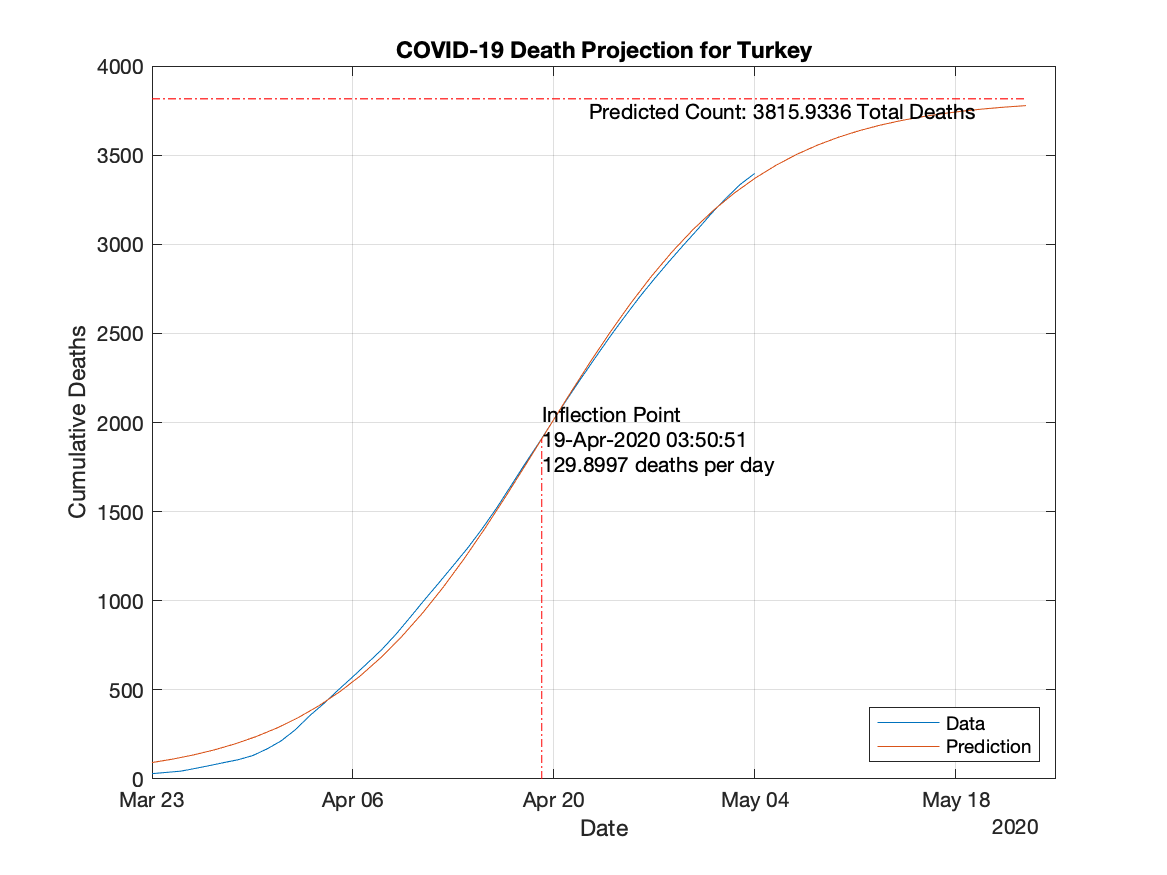 COVID-19 Death Projection for Turkey
4000
Predicted Count: 3815.9336 Total Deaths
3500
3000
2500
2000
Inflection Point
19-Apr-2020 03:50:51
129.8997 deaths per day
Cumulative Deaths
1500
1000
500
0
Data
Prediction
Mar 23
Apr 06
Apr 20
May 04
May 18
Date
2020